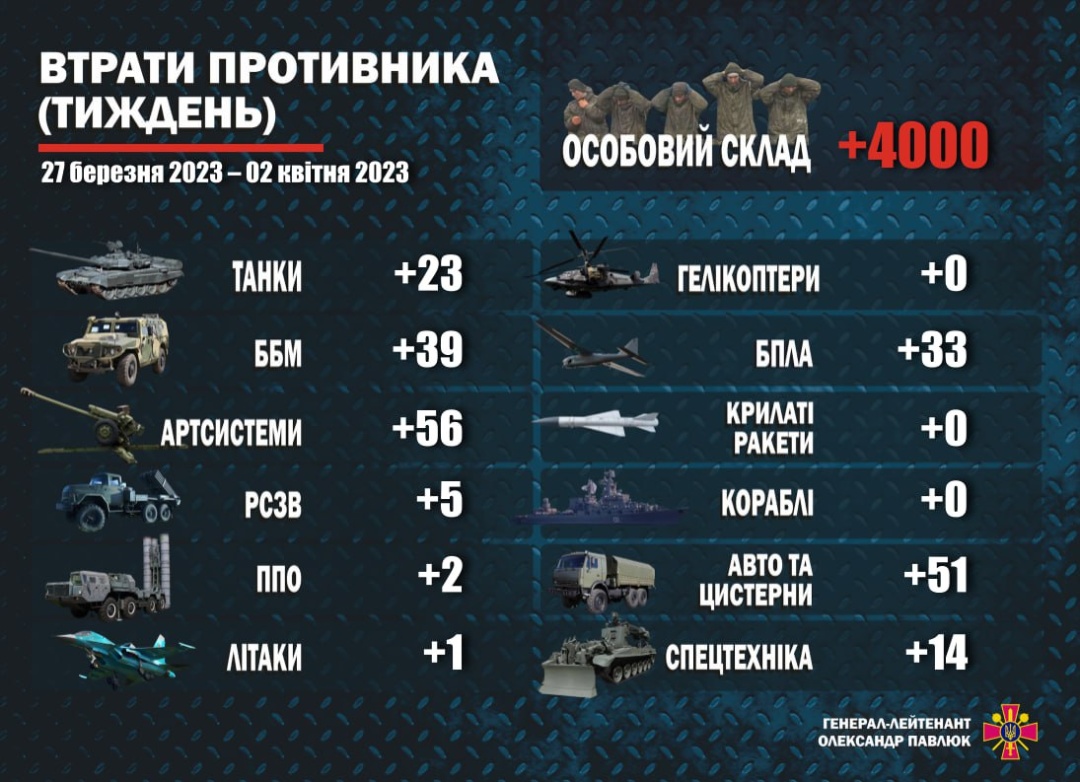 ВТРАТИ ПРОТИВНИКА
(ТИЖДЕНЬ)
27 березня 2023 – 02 квітня 2023
ОСОБОВИЙ СКЛАД +4000
ТАНКИ +23
ББМ +39
АРТСИСТЕМИ +56
РСЗВ +5
ППО +2
ЛІТАКИ +1
ГЕЛІКОПТЕРИ +0
БПЛА +33
КРИЛАТІ
РАКЕТИ +0
КОРАБЛІ +0
АВТО ТА
ЦИСТЕРНИ +51
СПЕЦТЕХНІКА +14
ГЕНЕРАЛ-ЛЕЙТЕНАНТ
ОЛЕКСАНДР ПАВЛЮК